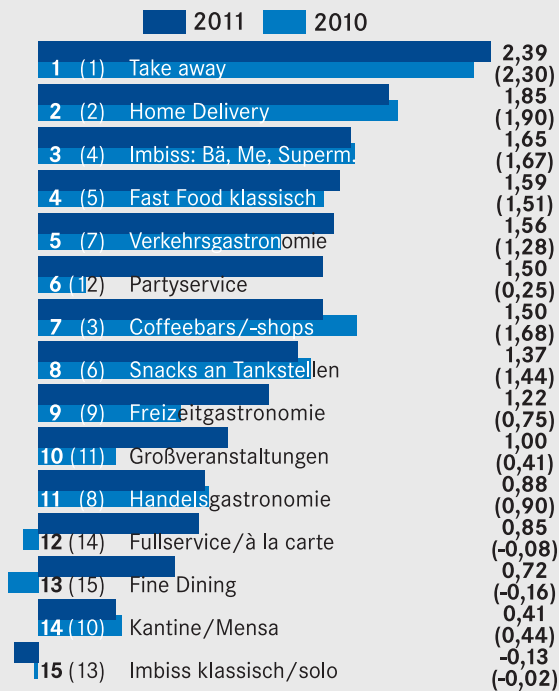 2011 2010
1 (1) Take away 2,39 (2,30)
2 (2) Home Delivery 1,85 (1,90)
3 (4) Imbiss: Bä, Me, Superm. 1,65 (1,67)
4 (5) Fast Food klassisch 1,59 (1,51)
5 (7) Verkehrsgastronomie 1,56 (1,28)
6 (12) Partyservice 1,50 (0,25)
7 (3) Coffeebars/-shops 1,50 (1,68)
8 (6) Snacks an Tankstellen 1,37 (1,44)
9 (9) Freizeitgastronomie 1,22 (0,75)
10 (11) Großveranstaltungen 1,00 (0,41)
11 (8) Handelsgastronomie 0,88 (0,90)
12 (14) Fullservice/à la carte 0,85 (-0,08)
13 (15) Fine Dining 0,72 (-0,16)
14 (10) Kantine/Mensa 0,41 (0,44)
15 (13) Imbiss klassisch/solo -0,13 (-0,02)